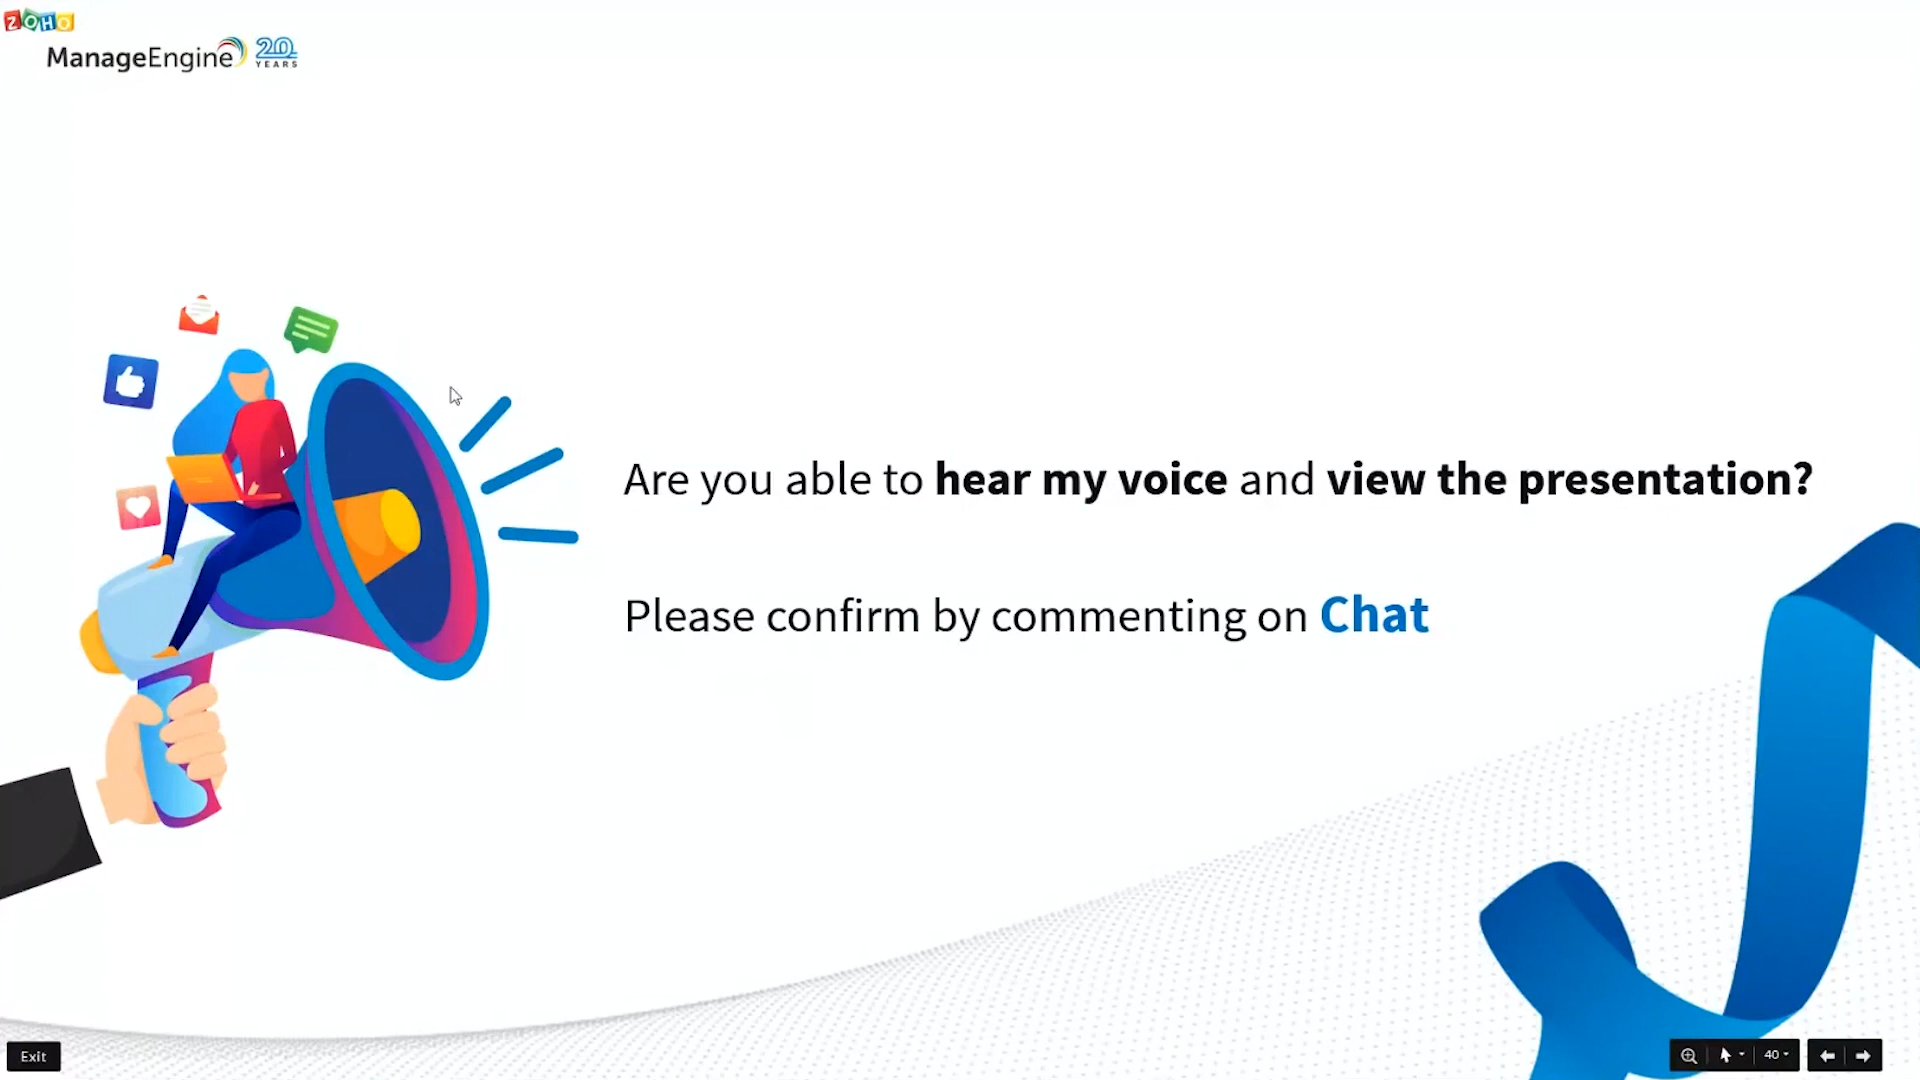 ZOHO
ManageEngine 20 YEARS
Are you able to hear my voice and view the presentation?
Please confirm by commenting on Chat
Exit
40